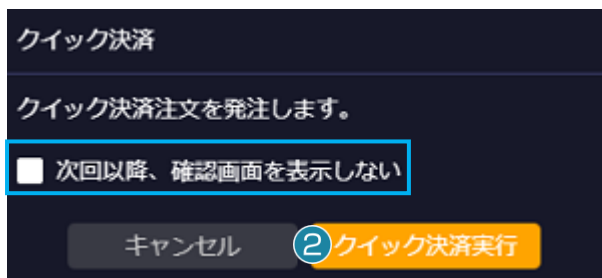 クイック決済
クイック決済注文を発注します。
次回以降、確認画面を表示しない
キャンセル
2 クイック決済実行